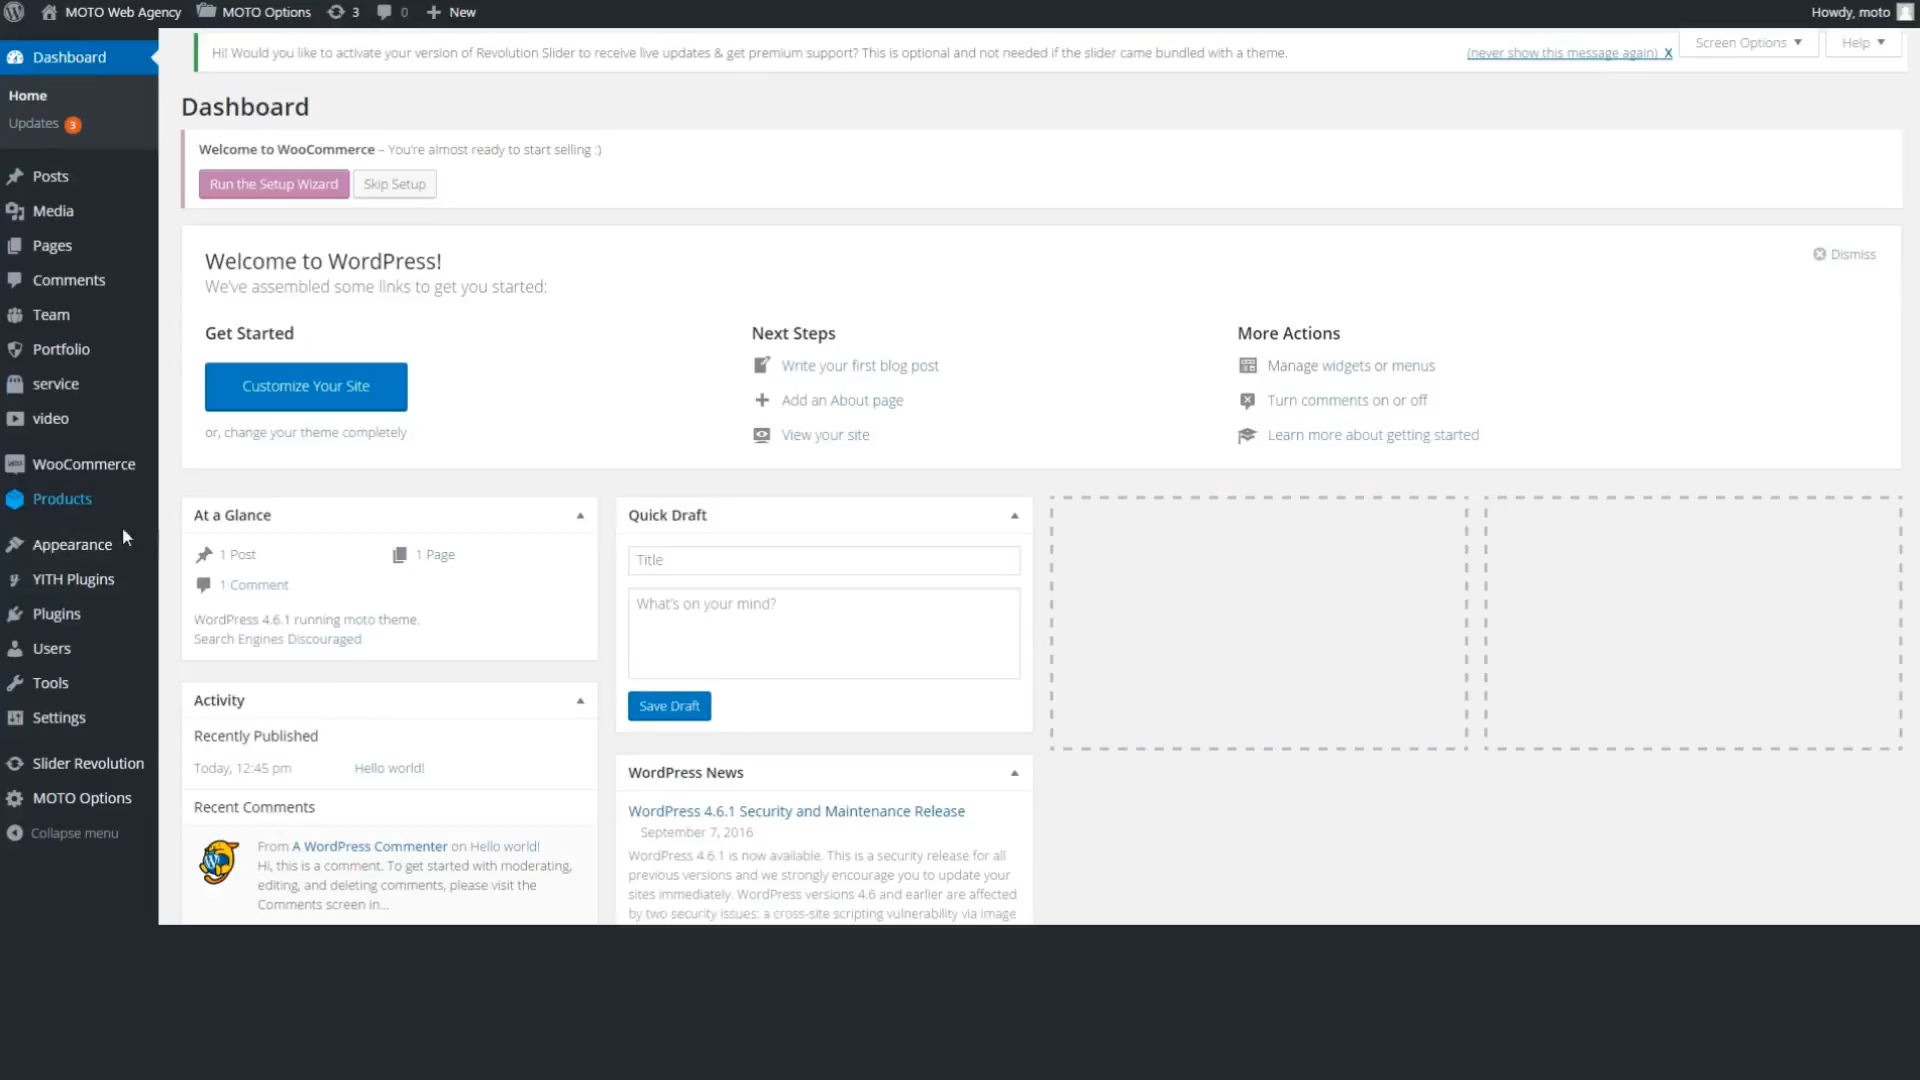 MOTO Web Agency MOTO Options 3 0 New Howdy, moto
Dashboard
Home
Updates 3
Posts
Media
Pages
Comments
Team
Portfolio
service
video
WooCommerce
Products
Appearance
YITH Plugins
Plugins
Users
Tools
Settings
Slider Revolution
MOTO Options
Collapse menu
Hi! Would you like to activate your version of Revolution Slider to receive live updates & get premium support? This is optional and not needed if the slider came bundled with a theme. (never show this message again) X
Screen Options Help
Dashboard
Welcome to WooCommerce – You're almost ready to start selling :)
Run the Setup Wizard Skip Setup
Welcome to WordPress!
Dismiss
We've assembled some links to get you started:
Get Started
Customize Your Site
or, change your theme completely
Next Steps
Write your first blog post
Add an About page
View your site
More Actions
Manage widgets or menus
Turn comments on or off
Learn more about getting started
At a Glance
1 Post 1 Page
1 Comment
WordPress 4.6.1 running moto theme.
Search Engines Discouraged
Activity
Recently Published
Today, 12:45 pm Hello world!
Recent Comments
From A WordPress Commenter on Hello world!
Hi, this is a comment. To get started with moderating,
editing, and deleting comments, please visit the
Comments screen in...
Quick Draft
Title
What's on your mind?
Save Draft
WordPress News
WordPress 4.6.1 Security and Maintenance Release
September 7, 2016
WordPress 4.6.1 is now available. This is a security release for all
previous versions and we strongly encourage you to update your
sites immediately. WordPress versions 4.6 and earlier are affected
by two security issues: a cross-site scripting vulnerability via image